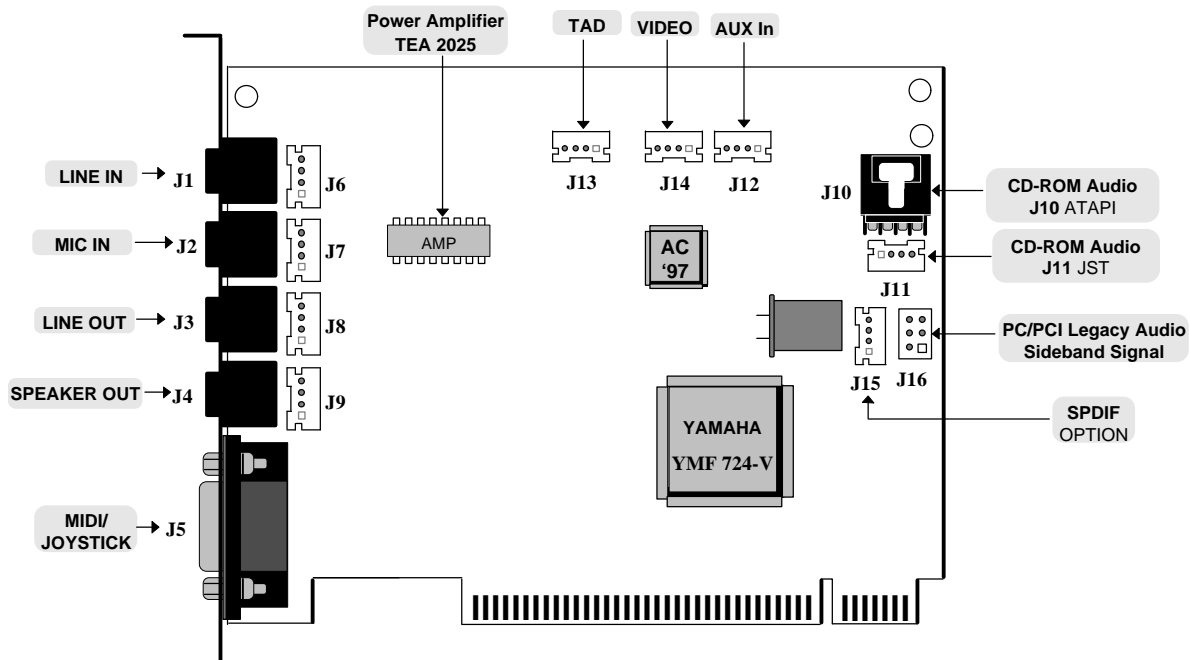 Power Amplifier
TEA 2025
TAD
VIDEO
AUX In
J13
J14
J12
LINE IN
J1
J6
J10
CD-ROM Audio
J10 ATAPI
MIC IN
J2
J7
AMP
AC
‘97
CD-ROM Audio
J11 JST
J11
LINE OUT
J3
J8
PC/PCI Legacy Audio
Sideband Signal
J15
J16
SPEAKER OUT
J4
J9
SPDIF
OPTION
YAMAHA
YMF 724-V
MIDI/
JOYSTICK
J5